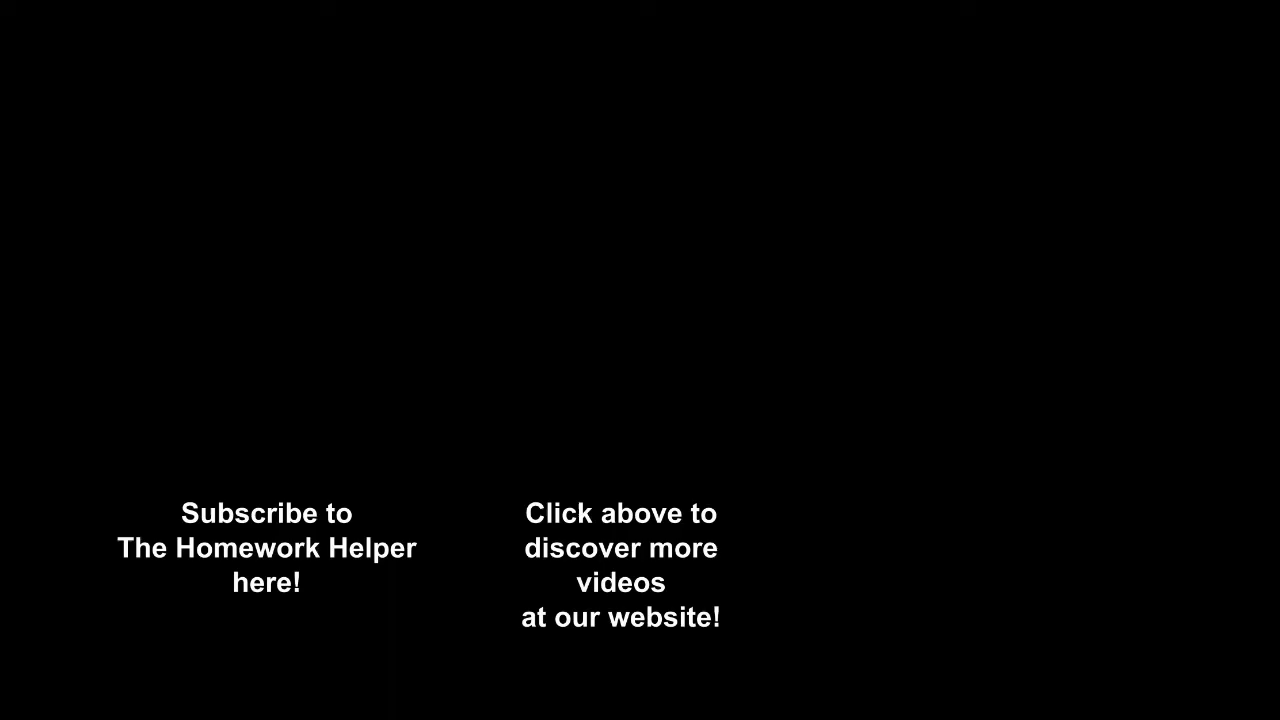 Subscribe to
The Homework Helper
here!
Click above to
discover more
videos
at our website!